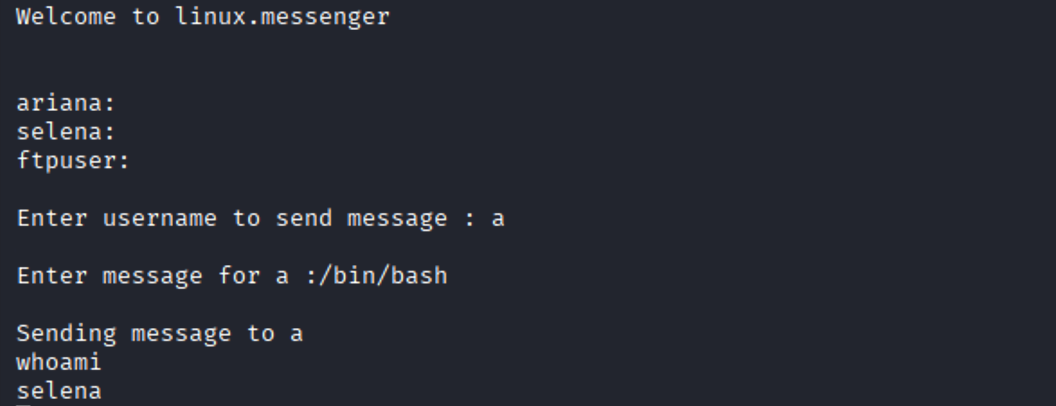 Welcome to linux.messenger
ariana:
selena:
ftpuser:
Enter username to send message : a
Enter message for a :/bin/bash
Sending message to a
whoami
selena